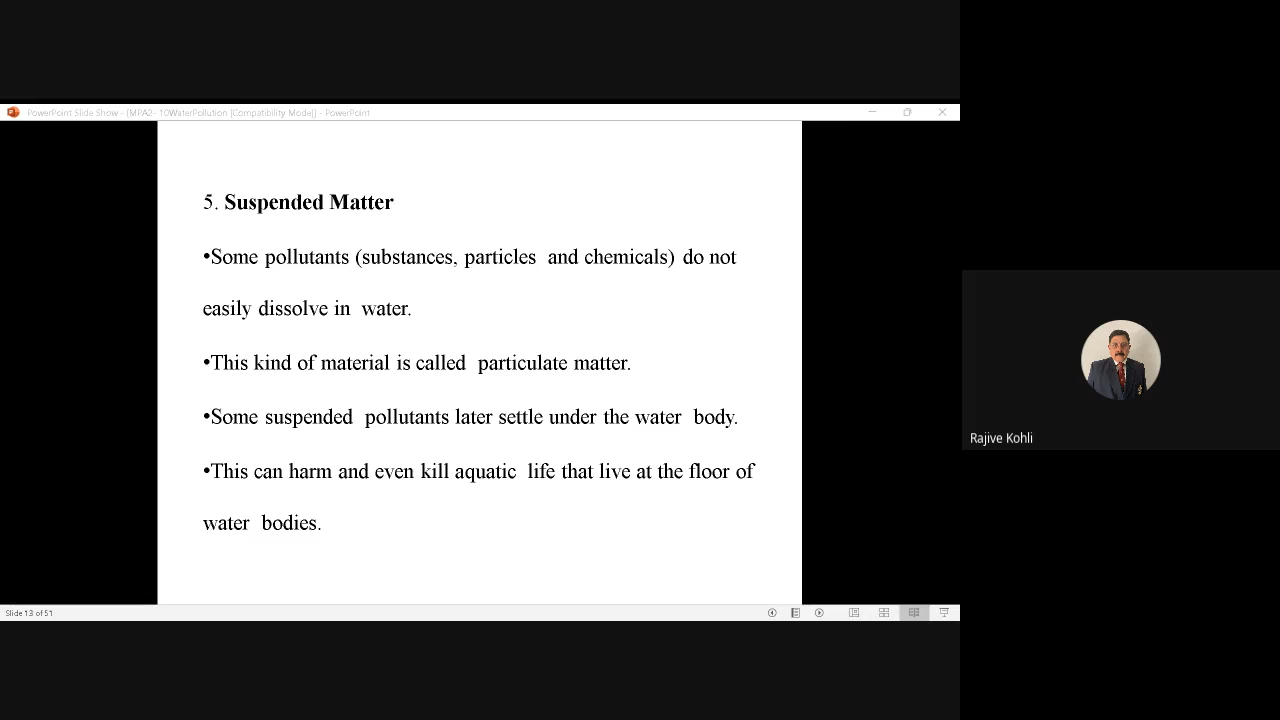 PowerPoint Slide Show - [MPA2- 10WaterPollution [Compatibility Mode]] - PowerPoint
5. Suspended Matter
•Some pollutants (substances, particles and chemicals) do not
easily dissolve in water.
•This kind of material is called particulate matter.
•Some suspended pollutants later settle under the water body.
•This can harm and even kill aquatic life that live at the floor of
water bodies.
Rajive Kohli
Slide 13 of 51